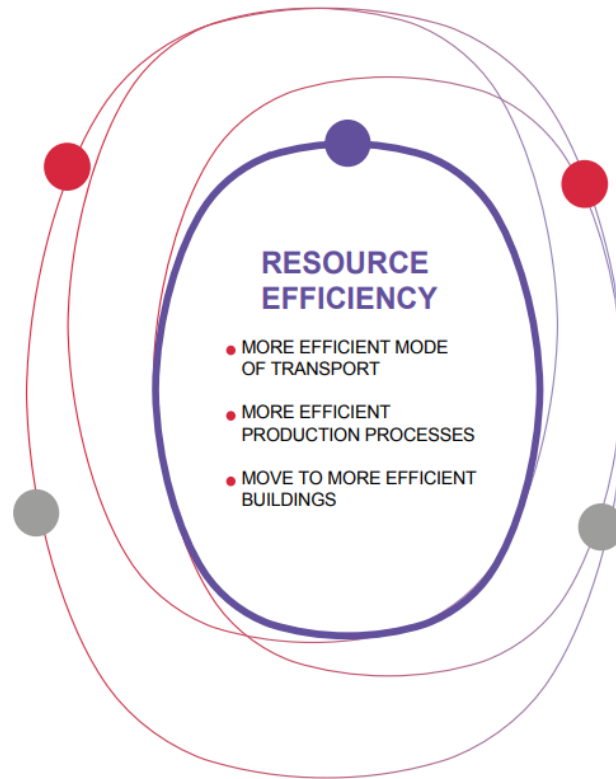 RESOURCE
EFFICIENCY
MORE EFFICIENT MODE
OF TRANSPORT
MORE EFFICIENT
PRODUCTION PROCESSES
MOVE TO MORE EFFICIENT
BUILDINGS